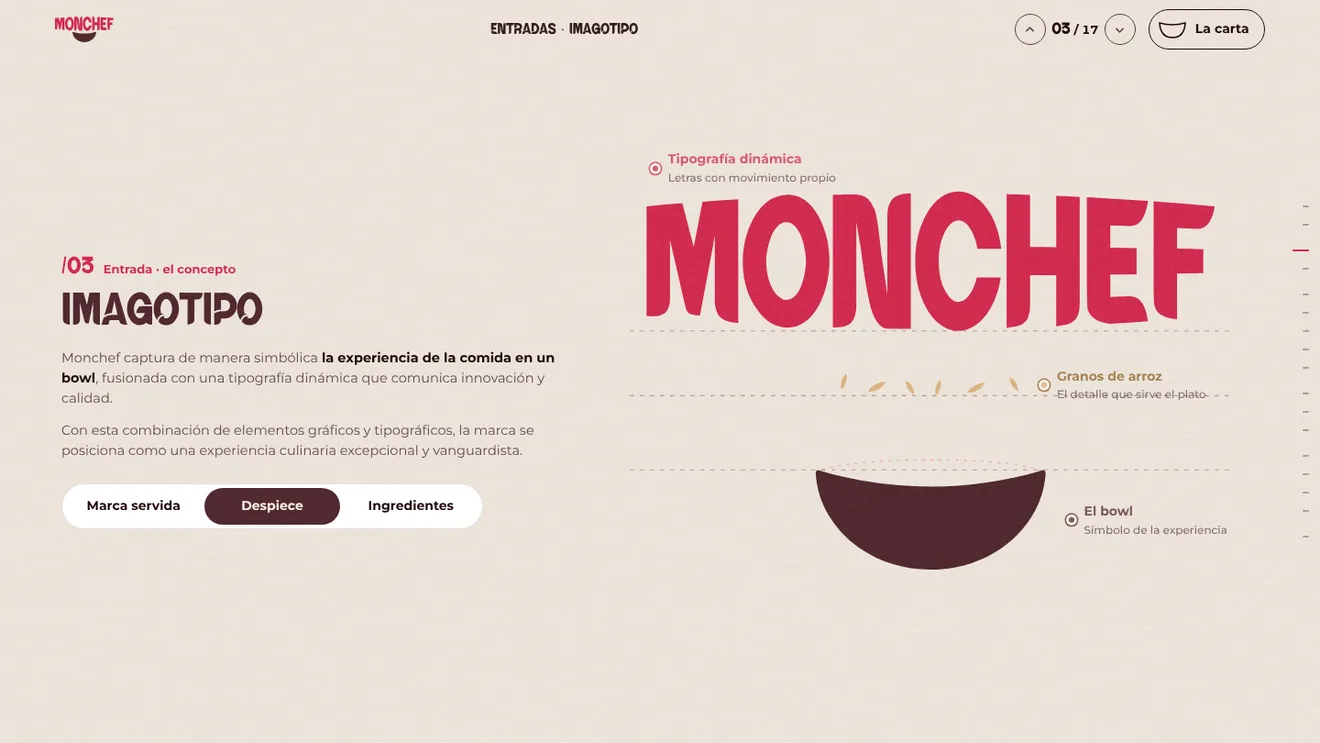 MONCHEF
ENTRADAS · IMAGOTIPO
03 / 17
La carta
Tipografía dinámica
Letras con movimiento propio
MONCHEF
/03 Entrada · el concepto
IMAGOTIPO
Monchef captura de manera simbólica la experiencia de la comida en un
bowl, fusionada con una tipografía dinámica que comunica innovación y
calidad.
Con esta combinación de elementos gráficos y tipográficos, la marca se
posiciona como una experiencia culinaria excepcional y vanguardista.
Marca servida
Despiece
Ingredientes
Granos de arroz
El detalle que sirve el plato
El bowl
Símbolo de la experiencia